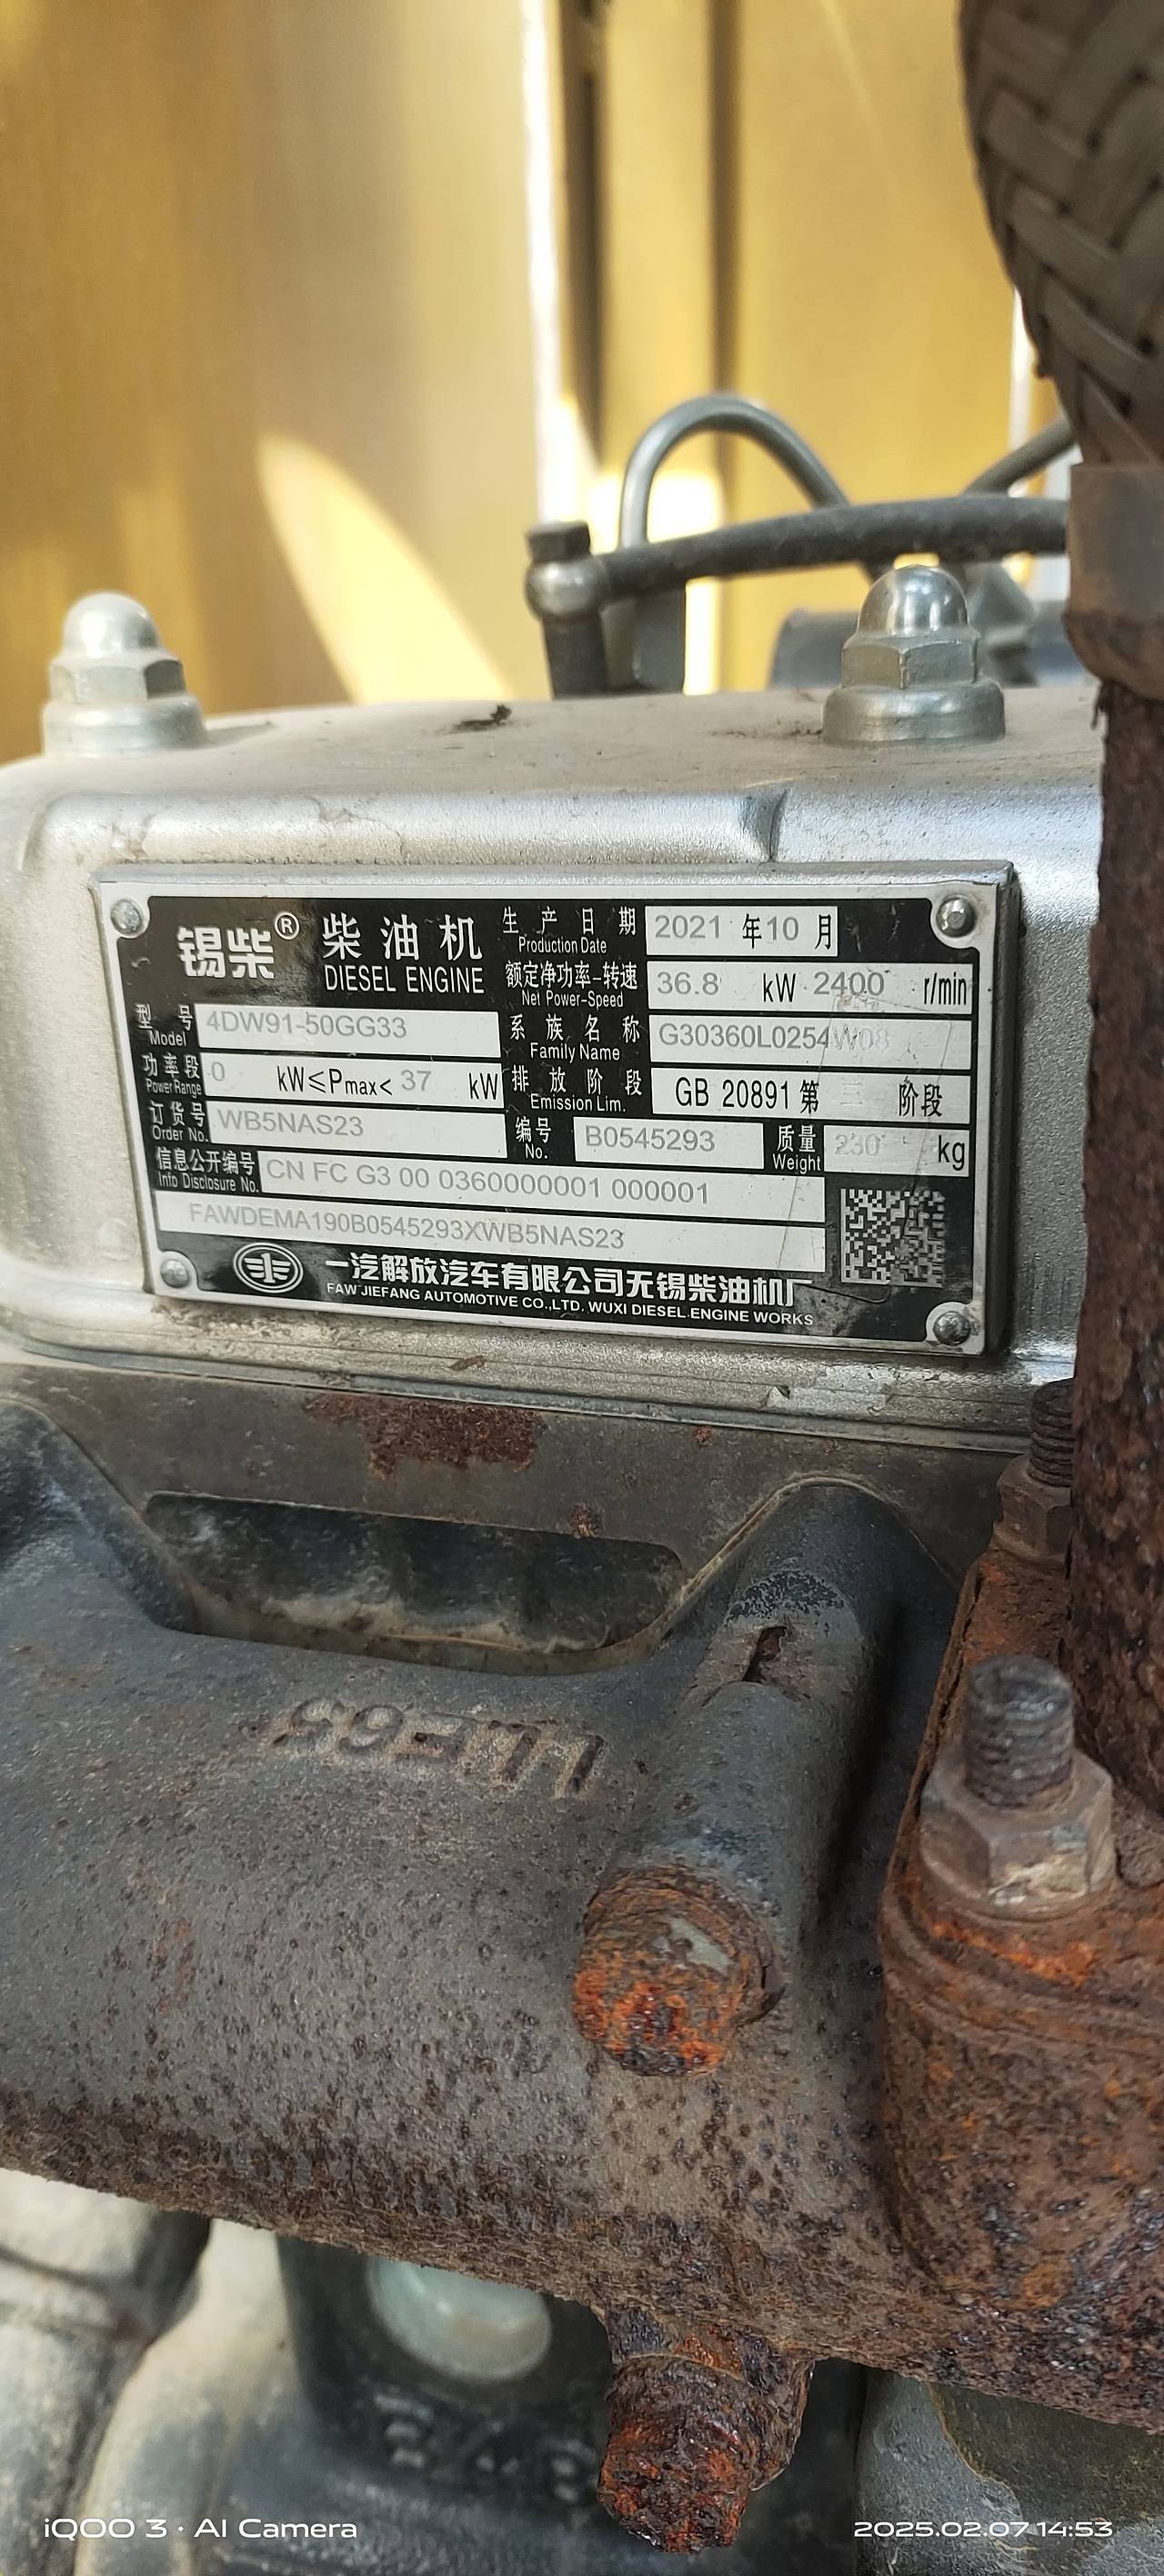 锡柴® 柴油机
DIESEL ENGINE
生产日期 2021 年 10 月
Production Date
额定净功率-转速 36.8 kW 2400 r/min
Net Power-Speed
型号 4DW91-50GG33
Model
系族名称 G30360L0254W08
Family Name
功率段 0 kW≤Pmax< 37 kW
Power Range
排放阶段 GB 20891 第 三 阶段
Emission Lim.
订货号 WB5NAS23
Order No.
编号 B0545293
No.
质量 230 kg
Weight
信息公开编号 CN FC G3 00 0360000001 000001
Info Disclosure No.
FAWDEMA190B0545293XWB5NAS23
一汽解放汽车有限公司无锡柴油机厂
FAW JIEFANG AUTOMOTIVE CO.,LTD. WUXI DIESEL ENGINE WORKS
iQOO 3 · AI Camera
2025.02.07 14:53